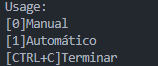 Usage:
[0]Manual
[1]Automático
[CTRL+C]Terminar